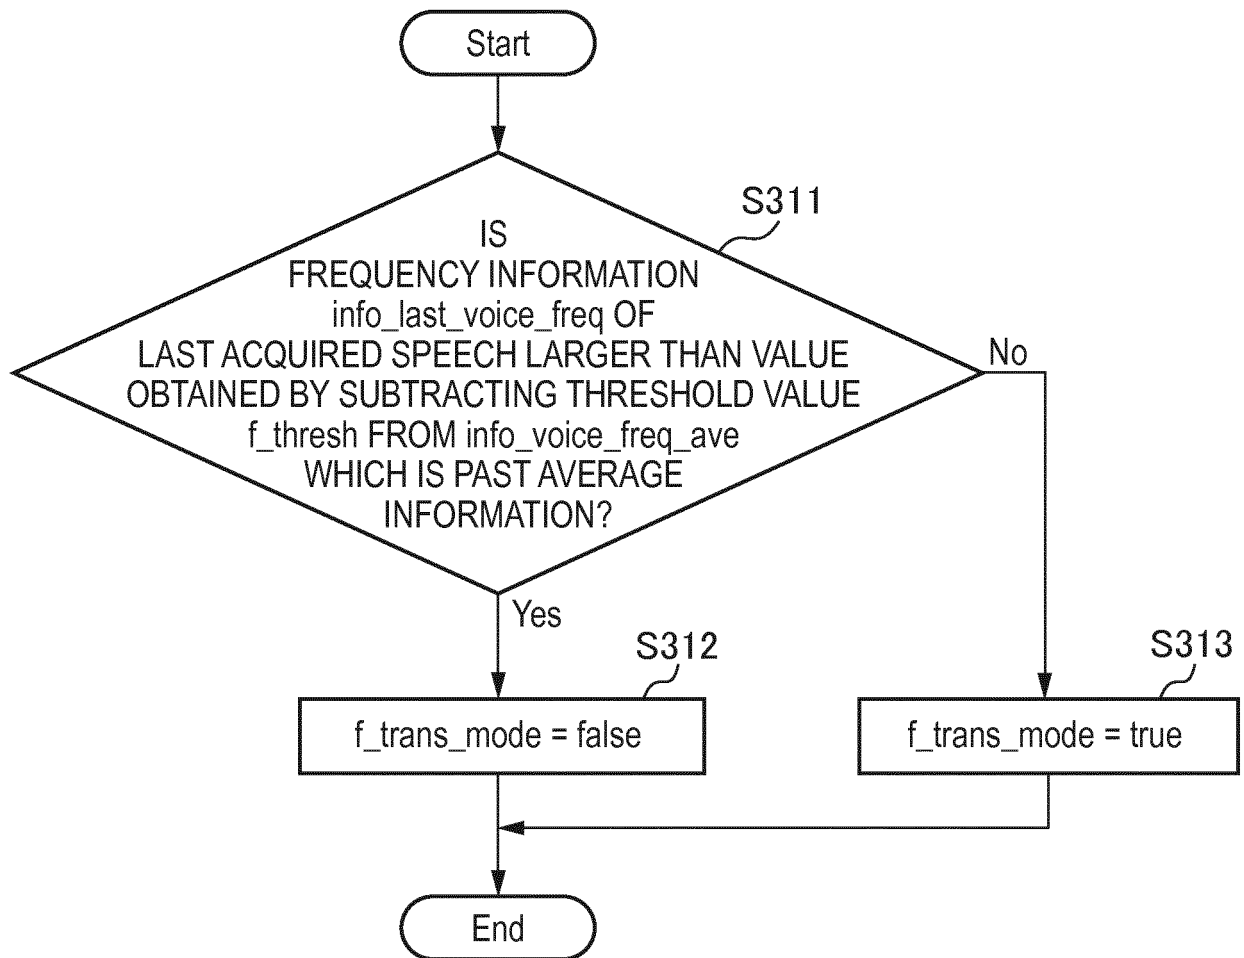 Start
S311
IS
FREQUENCY INFORMATION
info_last_voice_freq OF
LAST ACQUIRED SPEECH LARGER THAN VALUE
OBTAINED BY SUBTRACTING THRESHOLD VALUE
f_thresh FROM info_voice_freq_ave
WHICH IS PAST AVERAGE
INFORMATION?
No
Yes
S312
f_trans_mode = false
S313
f_trans_mode = true
End